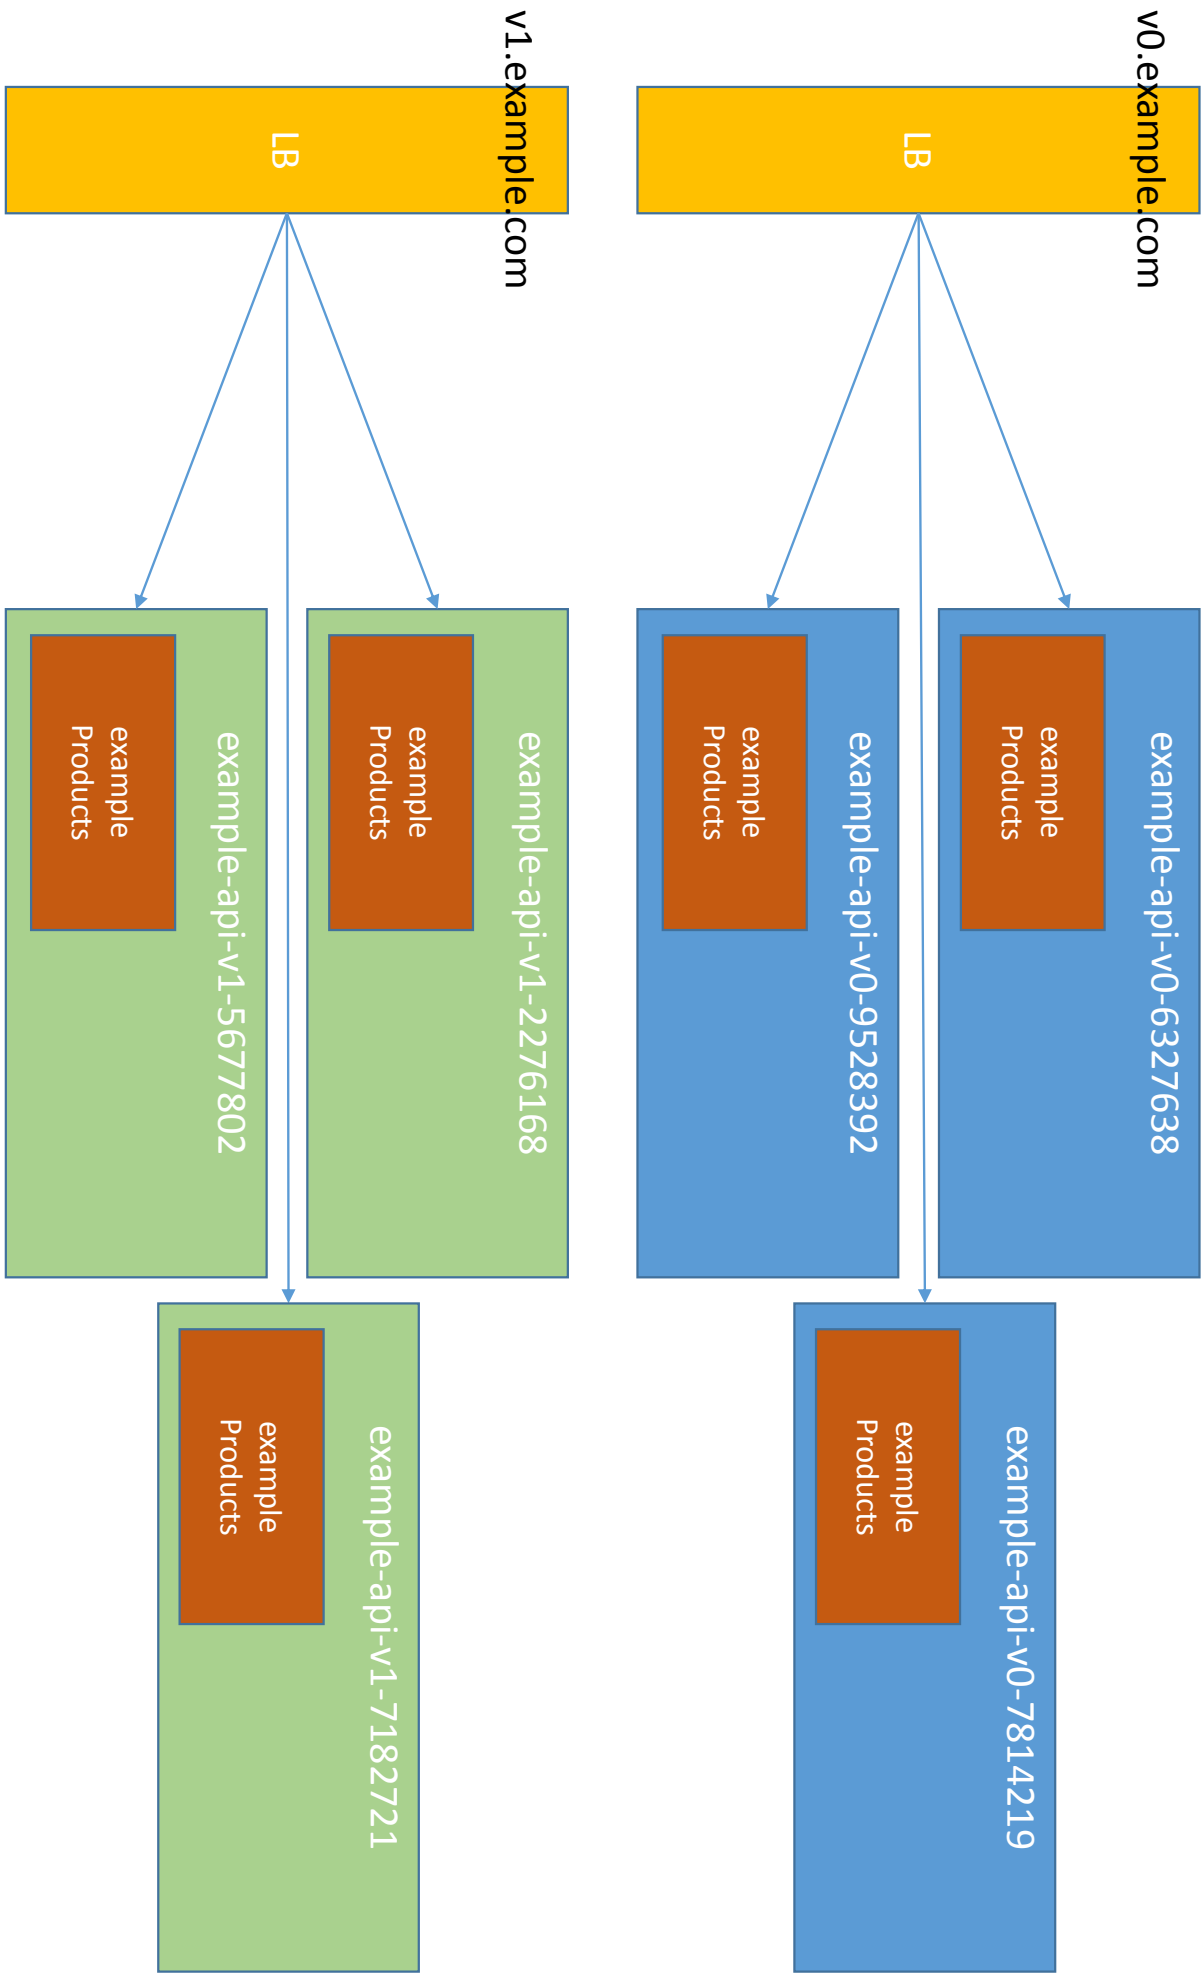 v0.example.com
LB
example-api-v0-6327638
example
Products
example-api-v0-9528392
example
Products
example-api-v0-7814219
example
Products
v1.example.com
LB
example-api-v1-2276168
example
Products
example-api-v1-5677802
example
Products
example-api-v1-7182721
example
Products